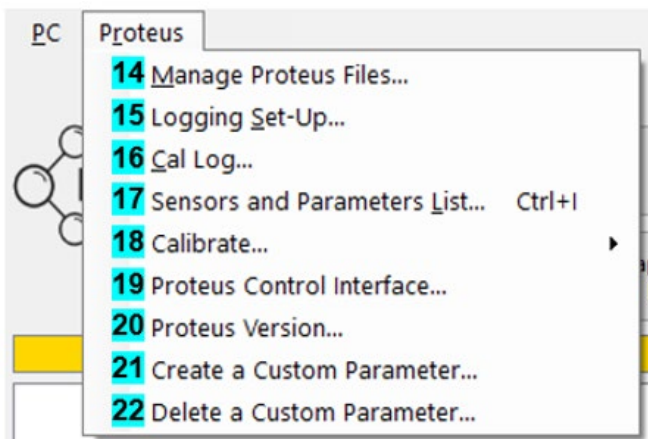 PC Proteus
14 Manage Proteus Files...
15 Logging Set-Up...
16 Cal Log...
17 Sensors and Parameters List... Ctrl+I
18 Calibrate...
19 Proteus Control Interface...
20 Proteus Version...
21 Create a Custom Parameter...
22 Delete a Custom Parameter...